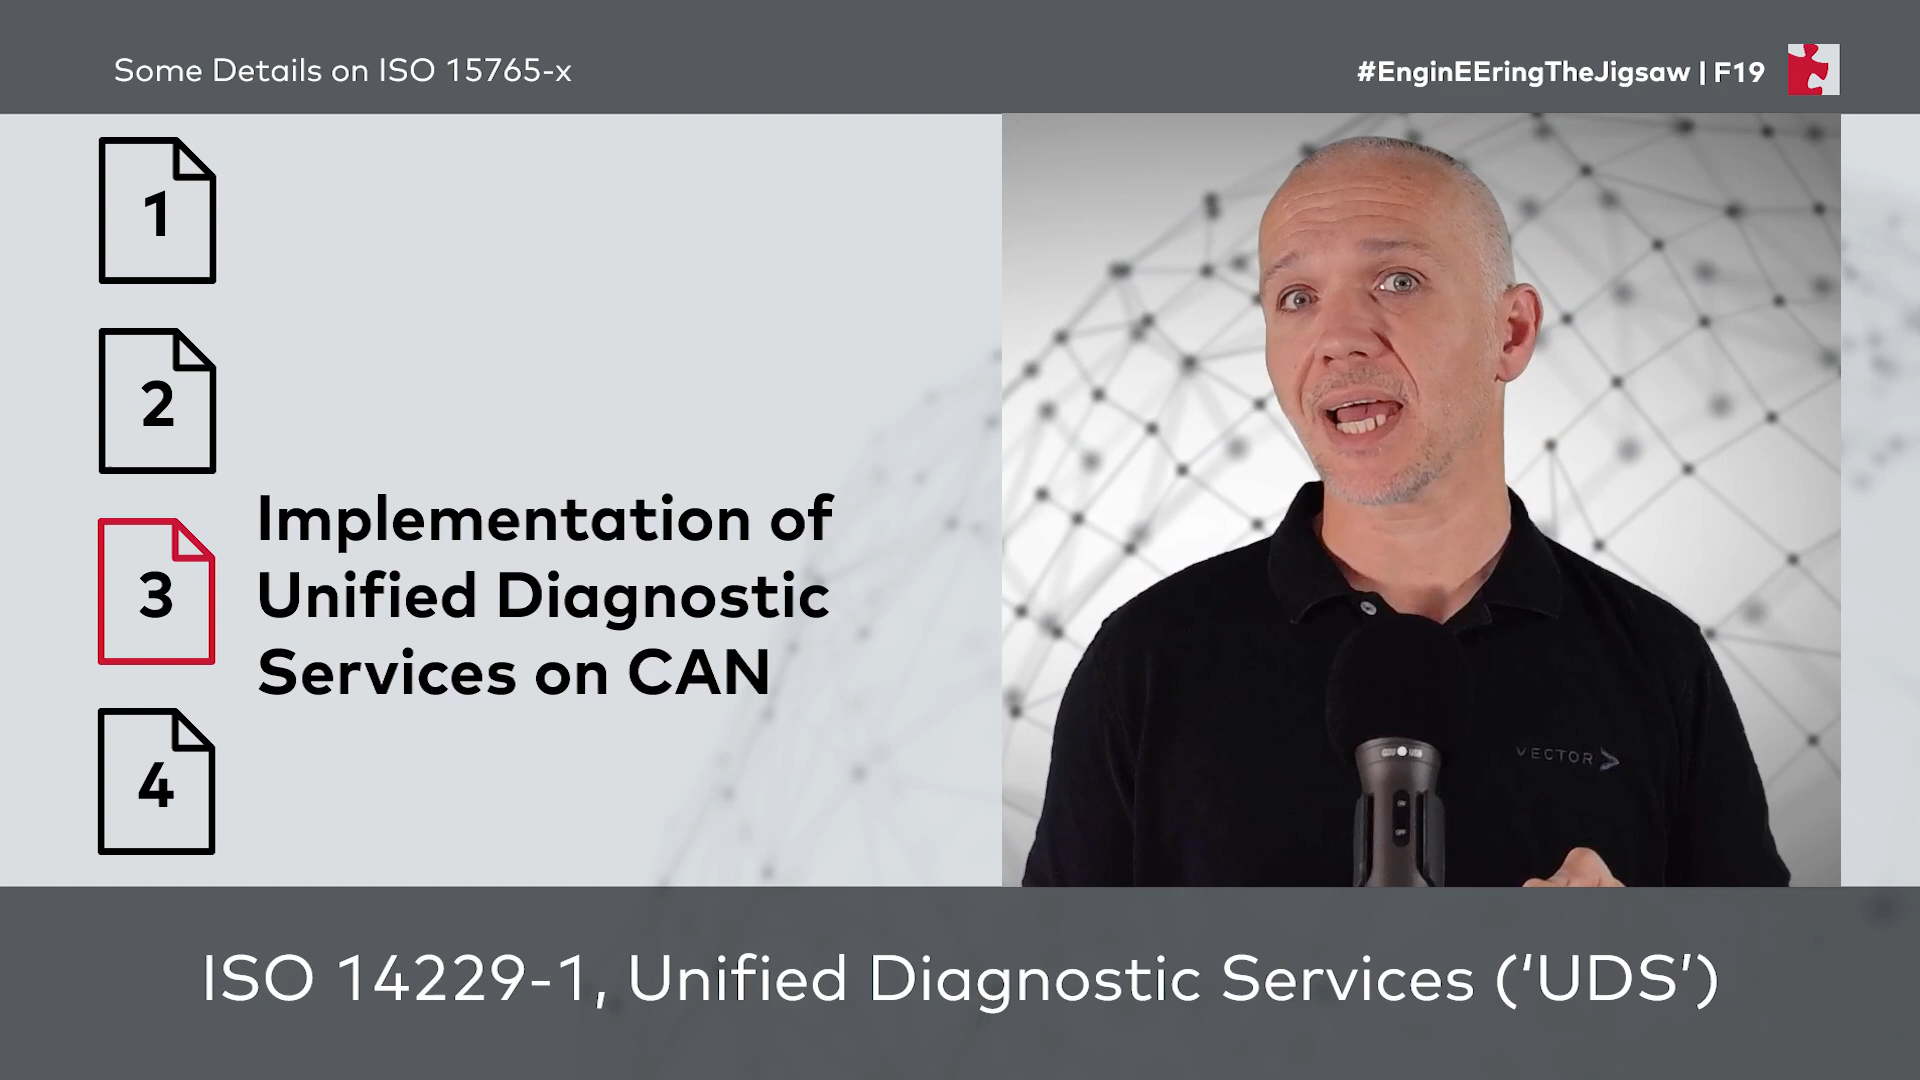 Some Details on ISO 15765-x
#EnginEEringTheJigsaw | F19
1
2
3
Implementation of
Unified Diagnostic
Services on CAN
4
VECTOR
ISO 14229-1, Unified Diagnostic Services (‘UDS’)